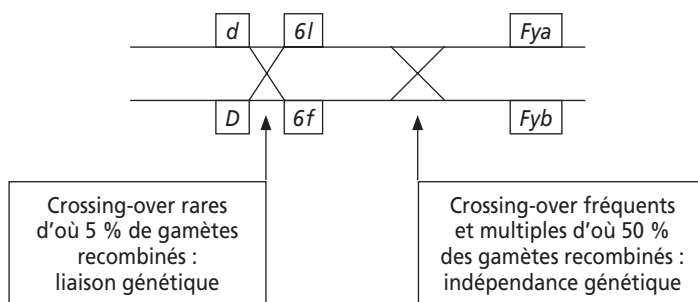 d 6l Fya
D 6f Fyb
Crossing-over rares
d'où 5 % de gamètes
recombinés :
liaison génétique
Crossing-over fréquents
et multiples d'où 50 %
des gamètes recombinés :
indépendance génétique